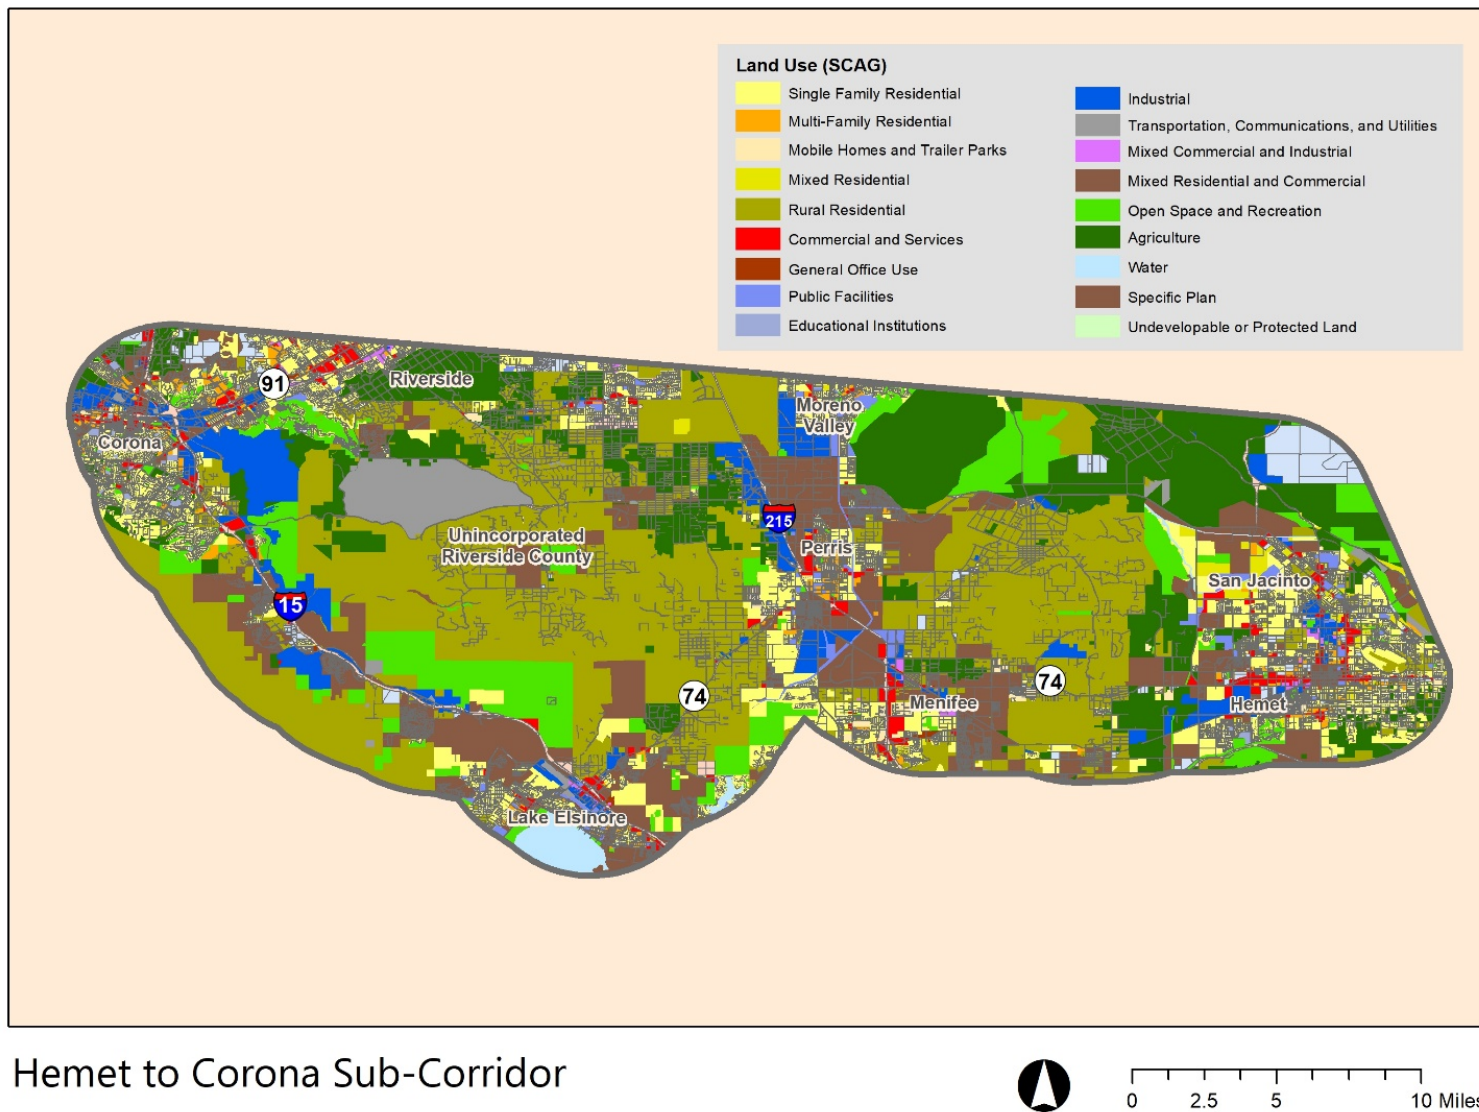 Land Use (SCAG)
Single Family Residential
Multi-Family Residential
Mobile Homes and Trailer Parks
Mixed Residential
Rural Residential
Commercial and Services
General Office Use
Public Facilities
Educational Institutions
Industrial
Transportation, Communications, and Utilities
Mixed Commercial and Industrial
Mixed Residential and Commercial
Open Space and Recreation
Agriculture
Water
Specific Plan
Undevelopable or Protected Land
91
Riverside
Moreno
Valley
Corona
215
Unincorporated
Riverside County
Perris
San Jacinto
15
74
74
Menifee
Hemet
Lake Elsinore
Hemet to Corona Sub-Corridor
0 2.5 5 10 Miles